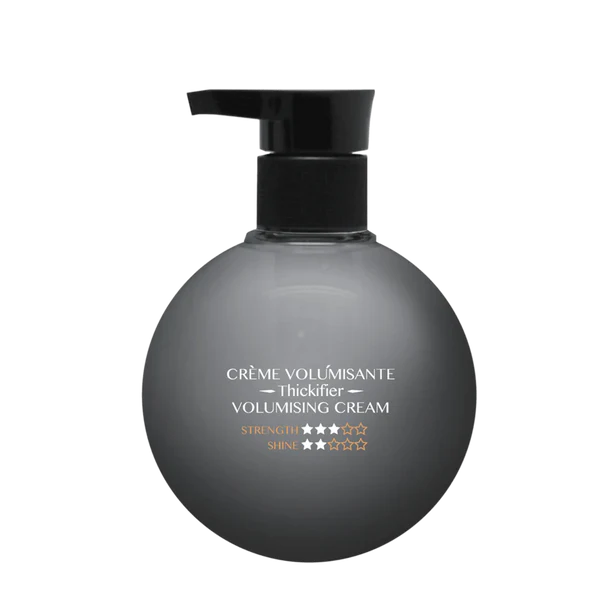 CRÈME VOLUMISANTE
Thickifier
VOLUMISING CREAM
STRENGTH ★★★☆☆
SHINE ★★☆☆☆